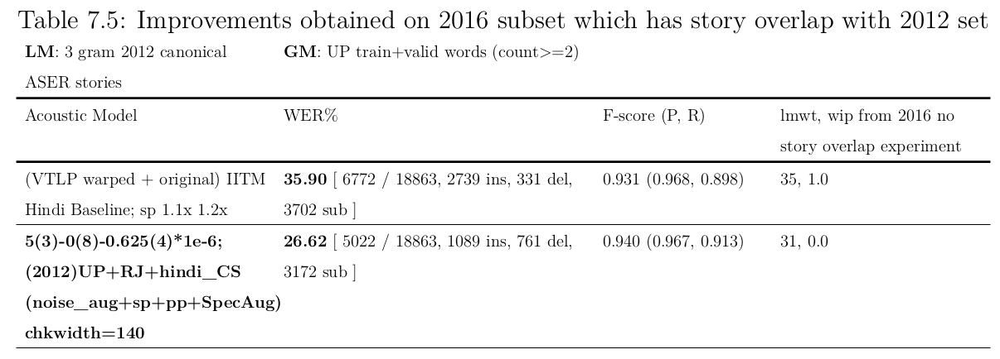 Table 7.5: Improvements obtained on 2016 subset which has story overlap with 2012 set
LM: 3 gram 2012 canonical GM: UP train+valid words (count>=2)
ASER stories
Acoustic Model WER% F-score (P, R) lmwt, wip from 2016 no
story overlap experiment
(VTLP warped + original) IITM 35.90 [ 6772 / 18863, 2739 ins, 331 del, 0.931 (0.968, 0.898) 35, 1.0
Hindi Baseline; sp 1.1x 1.2x 3702 sub ]
5(3)-0(8)-0.625(4)*1e-6; 26.62 [ 5022 / 18863, 1089 ins, 761 del, 0.940 (0.967, 0.913) 31, 0.0
(2012)UP+RJ+hindi_CS 3172 sub ]
(noise_aug+sp+pp+SpecAug)
chkwidth=140